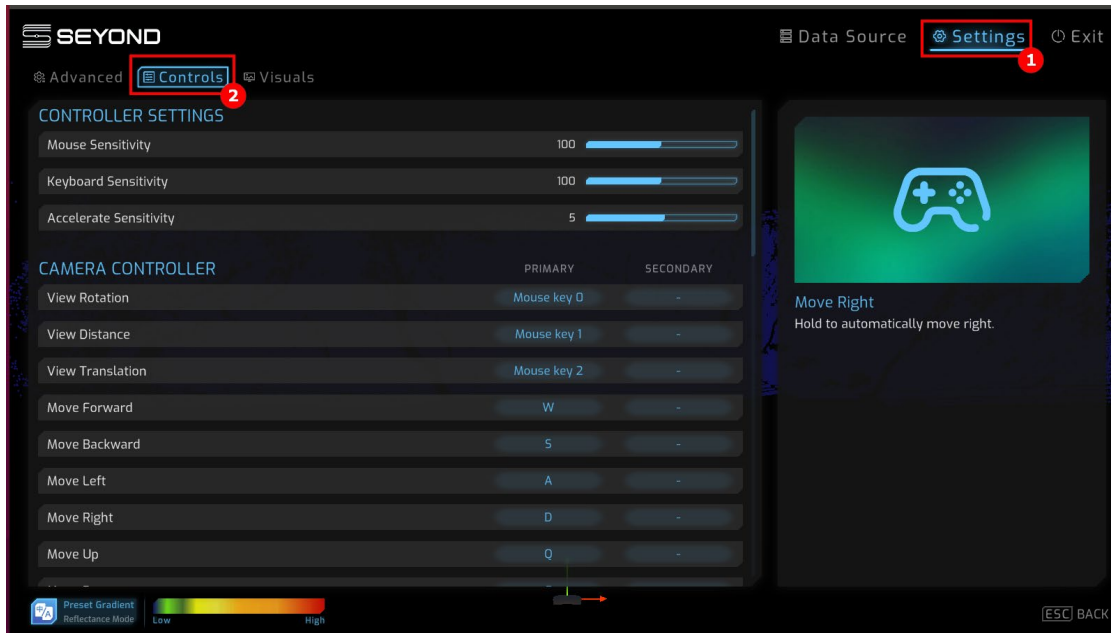 SEYOND
Data Source
Settings
Exit
1
Advanced
Controls
Visuals
2
CONTROLLER SETTINGS
Mouse Sensitivity 100
Keyboard Sensitivity 100
Accelerate Sensitivity 5
CAMERA CONTROLLER PRIMARY SECONDARY
View Rotation Mouse key 0 -
View Distance Mouse key 1 -
View Translation Mouse key 2 -
Move Forward W -
Move Backward S -
Move Left A -
Move Right D -
Move Up Q -
Move Right
Hold to automatically move right.
Preset Gradient
Reflectance Mode
Low High
ESC BACK